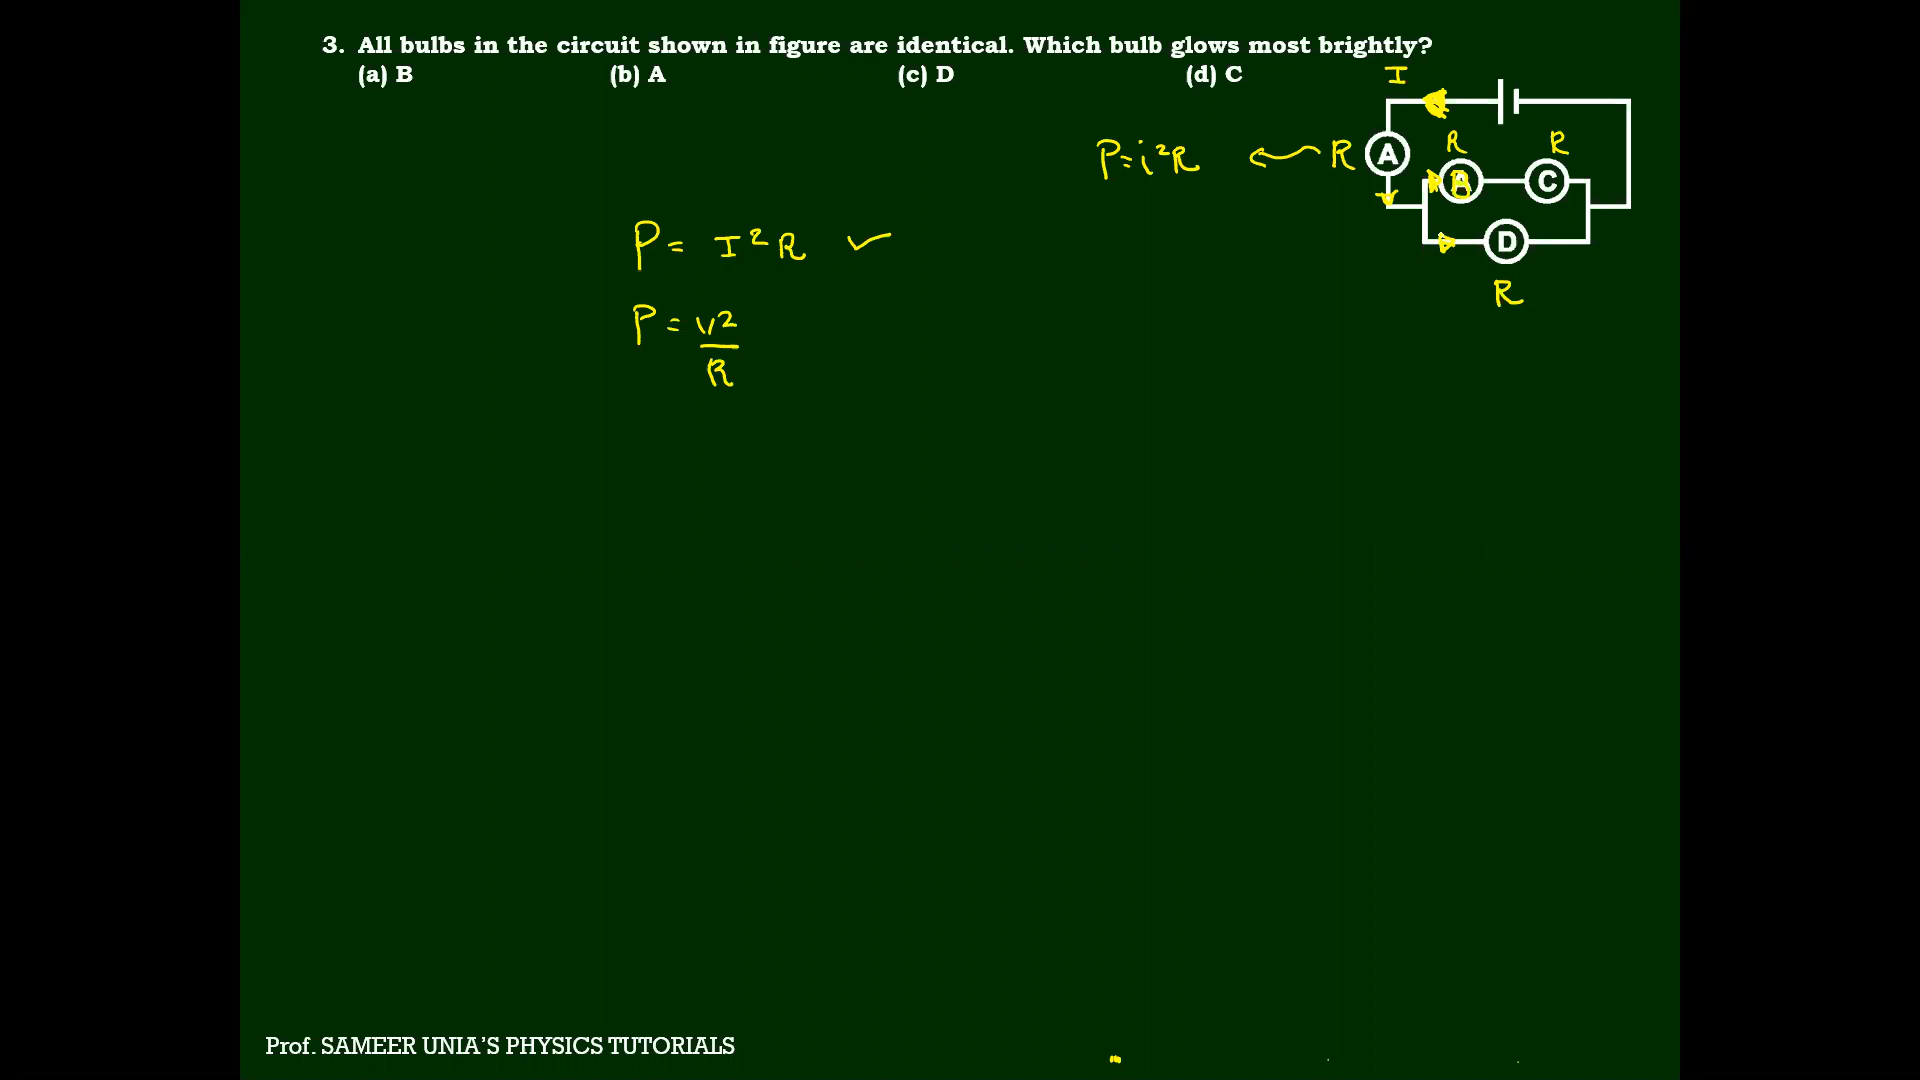 3. All bulbs in the circuit shown in figure are identical. Which bulb glows most brightly?
(a) B (b) A (c) D (d) C
I
P=i²R R A R R
B C
P= I²R D
R
P= V²
R
Prof. SAMEER UNIA'S PHYSICS TUTORIALS